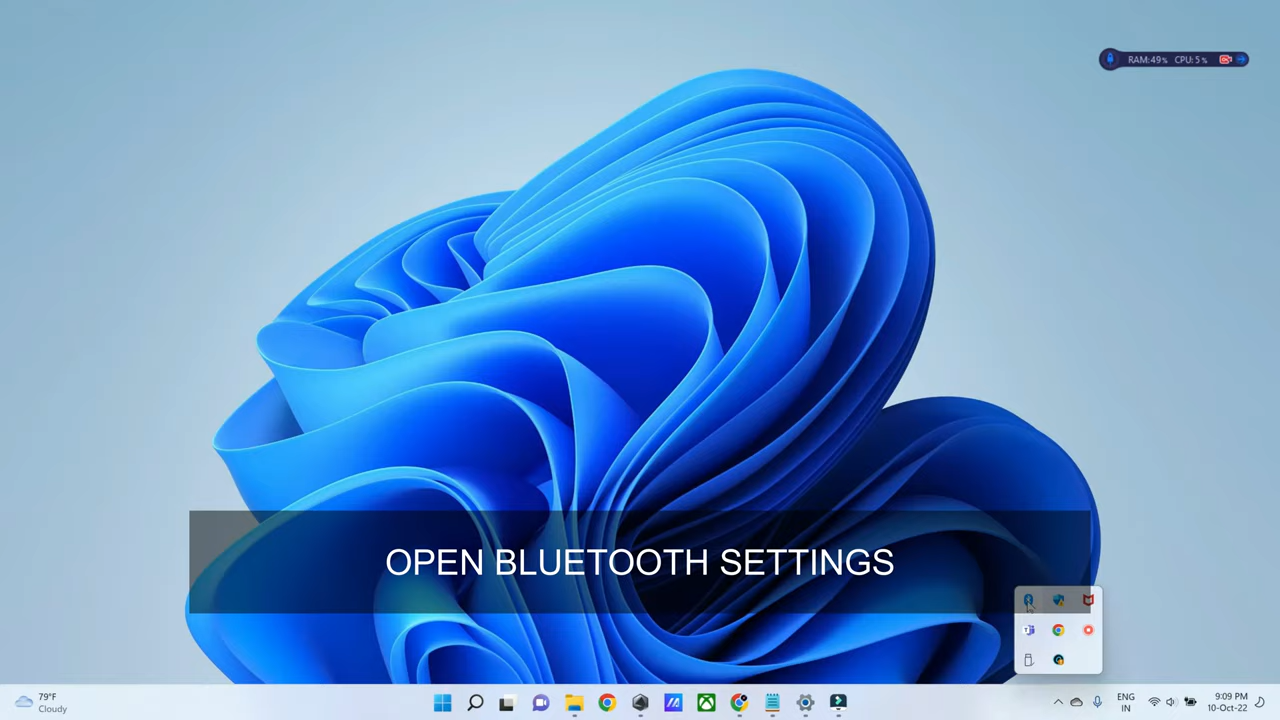 RAM:49% CPU: 5%
OPEN BLUETOOTH SETTINGS
79°F
Cloudy
ENG
IN
9:09 PM
10-Oct-22